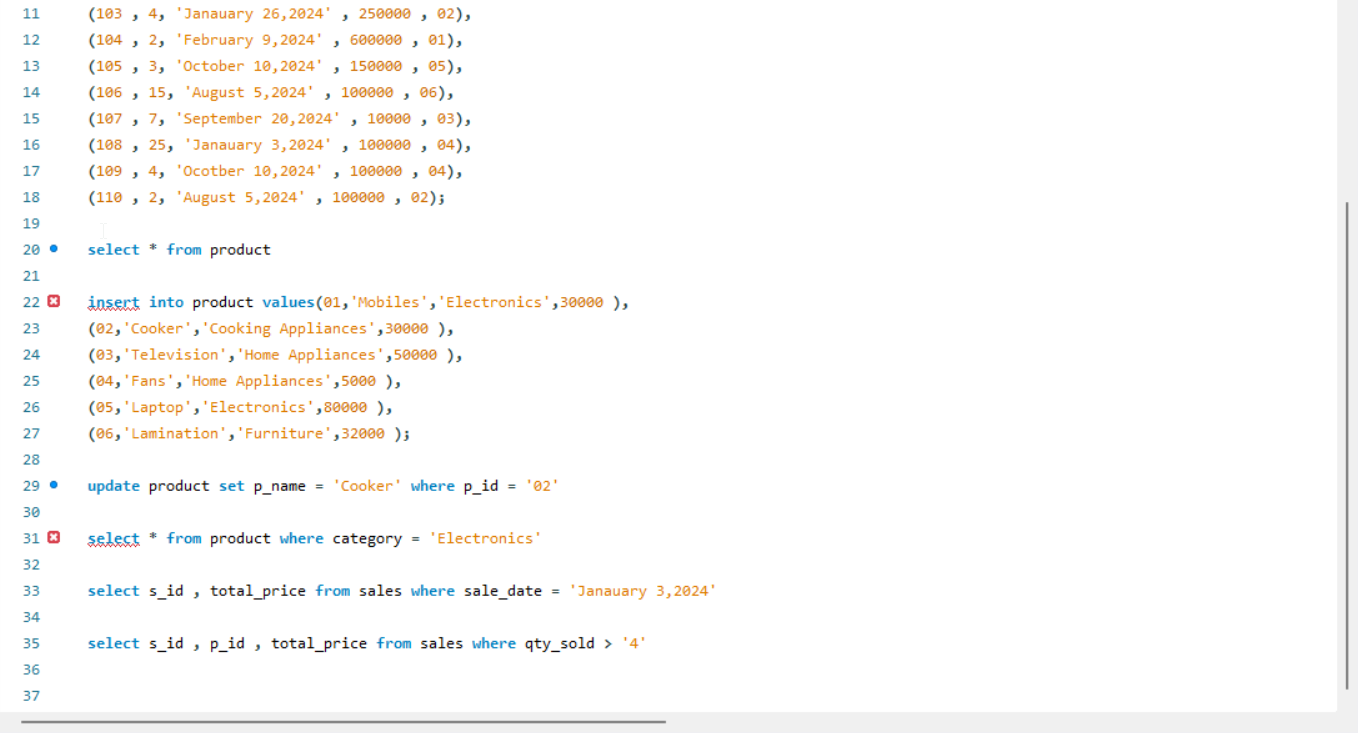 11 (103 , 4, 'Janauary 26,2024' , 250000 , 02),
12 (104 , 2, 'February 9,2024' , 600000 , 01),
13 (105 , 3, 'October 10,2024' , 150000 , 05),
14 (106 , 15, 'August 5,2024' , 100000 , 06),
15 (107 , 7, 'September 20,2024' , 10000 , 03),
16 (108 , 25, 'Janauary 3,2024' , 100000 , 04),
17 (109 , 4, 'Ocotber 10,2024' , 100000 , 04),
18 (110 , 2, 'August 5,2024' , 100000 , 02);
19
20 select * from product
21
22 insert into product values(01,'Mobiles','Electronics',30000 ),
23 (02,'Cooker','Cooking Appliances',30000 ),
24 (03,'Television','Home Appliances',50000 ),
25 (04,'Fans','Home Appliances',5000 ),
26 (05,'Laptop','Electronics',80000 ),
27 (06,'Lamination','Furniture',32000 );
28
29 update product set p_name = 'Cooker' where p_id = '02'
30
31 select * from product where category = 'Electronics'
32
33 select s_id , total_price from sales where sale_date = 'Janauary 3,2024'
34
35 select s_id , p_id , total_price from sales where qty_sold > '4'
36
37